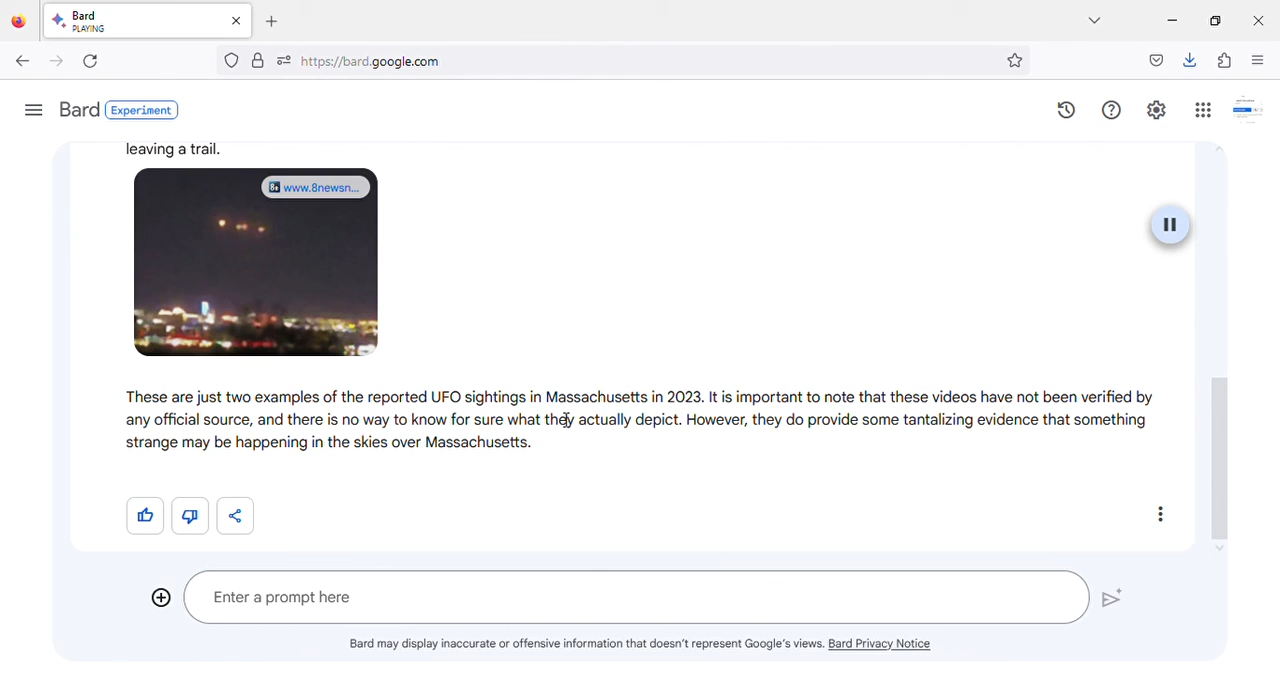 Bard
PLAYING
https://bard.google.com
Bard Experiment
leaving a trail.
8 www.8newsn...
These are just two examples of the reported UFO sightings in Massachusetts in 2023. It is important to note that these videos have not been verified by
any official source, and there is no way to know for sure what they actually depict. However, they do provide some tantalizing evidence that something
strange may be happening in the skies over Massachusetts.
Enter a prompt here
Bard may display inaccurate or offensive information that doesn't represent Google's views. Bard Privacy Notice